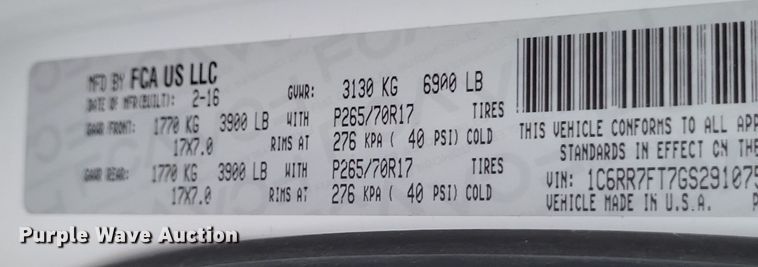 MFD BY FCA US LLC
DATE OF MFR(BUILT): 2-16
GVWR: 3130 KG 6900 LB
GAWR FRONT: 1770 KG 3900 LB WITH P265/70R17 TIRES
17X7.0 RIMS AT 276 KPA ( 40 PSI) COLD
GAWR REAR: 1770 KG 3900 LB WITH P265/70R17 TIRES
17X7.0 RIMS AT 276 KPA ( 40 PSI) COLD
THIS VEHICLE CONFORMS TO ALL APP
STANDARDS IN EFFECT ON THE
VIN: 1C6RR7FT7GS291075
VEHICLE MADE IN U.S.A.
Purple Wave Auction